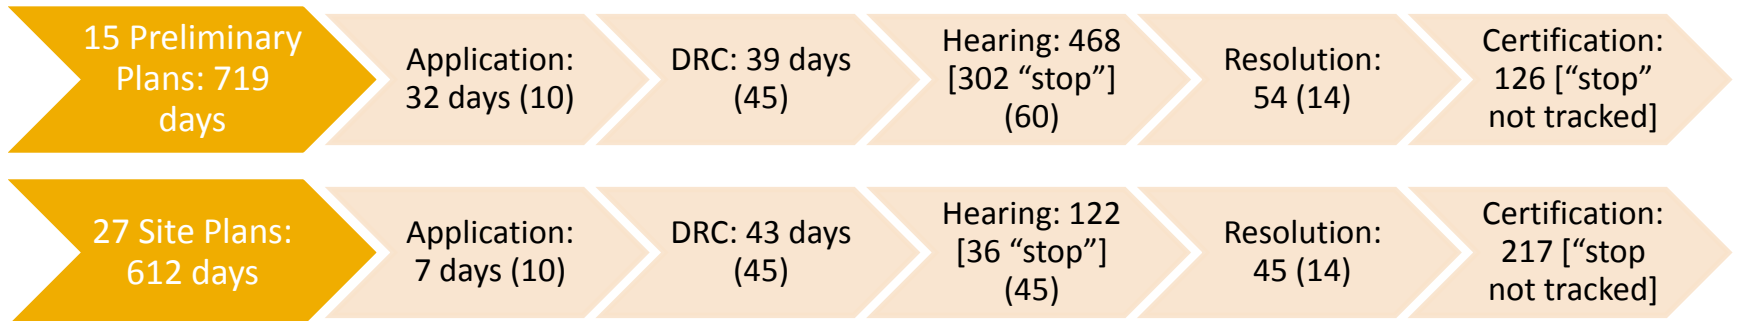 15 Preliminary
Plans: 719
days
Application:
32 days (10)
DRC: 39 days
(45)
Hearing: 468
[302 “stop”]
(60)
Resolution:
54 (14)
Certification:
126 [“stop”
not tracked]
27 Site Plans:
612 days
Application:
7 days (10)
DRC: 43 days
(45)
Hearing: 122
[36 “stop”]
(45)
Resolution:
45 (14)
Certification:
217 [“stop
not tracked]